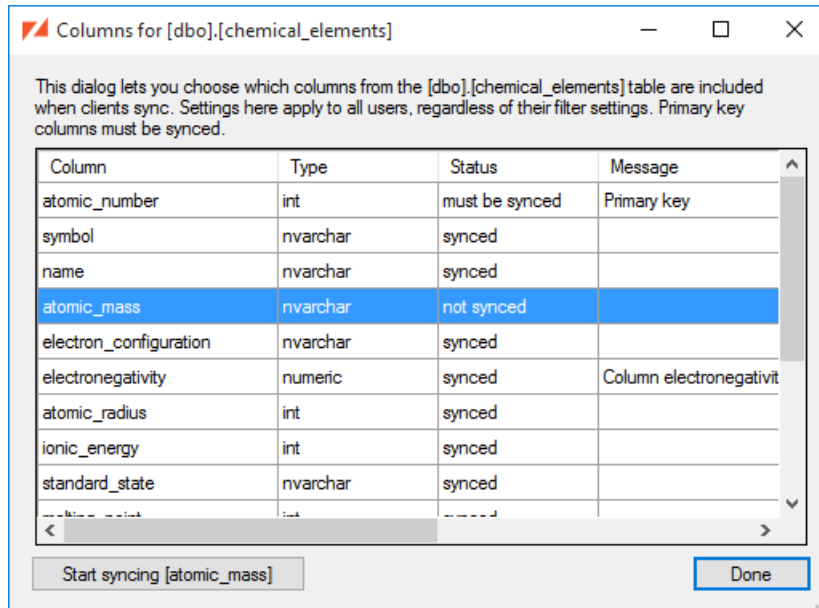 Columns for [dbo].[chemical_elements]
This dialog lets you choose which columns from the [dbo].[chemical_elements] table are included
when clients sync. Settings here apply to all users, regardless of their filter settings. Primary key
columns must be synced.
Column Type Status Message
atomic_number int must be synced Primary key
symbol nvarchar synced
name nvarchar synced
atomic_mass nvarchar not synced
electron_configuration nvarchar synced
electronegativity numeric synced Column electronegativit
atomic_radius int synced
ionic_energy int synced
standard_state nvarchar synced
Start syncing [atomic_mass] Done